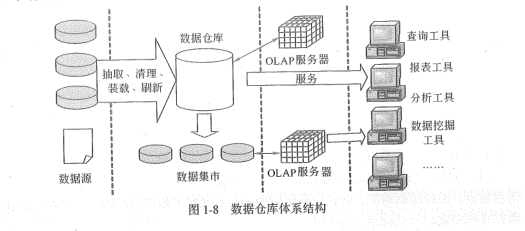 数据仓库
OLAP服务器
查询工具
抽取、清理、
装载、刷新
服务
报表工具
分析工具
数据挖掘
工具
……
数据源
数据集市
OLAP服务器
图 1-8 数据仓库体系结构